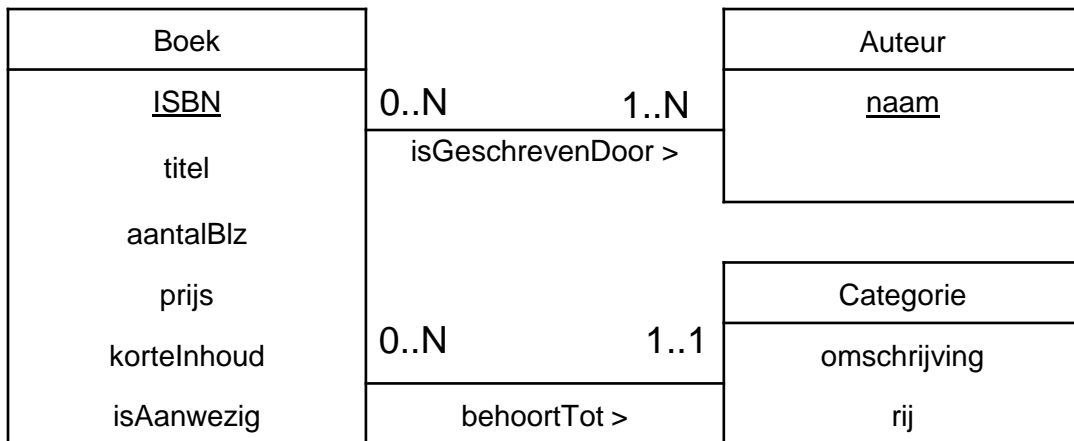 Boek
ISBN
titel
aantalBlz
prijs
korteInhoud
isAanwezig
0..N 1..N
isGeschrevenDoor >
Auteur
naam
0..N 1..1
behoortTot >
Categorie
omschrijving
rij